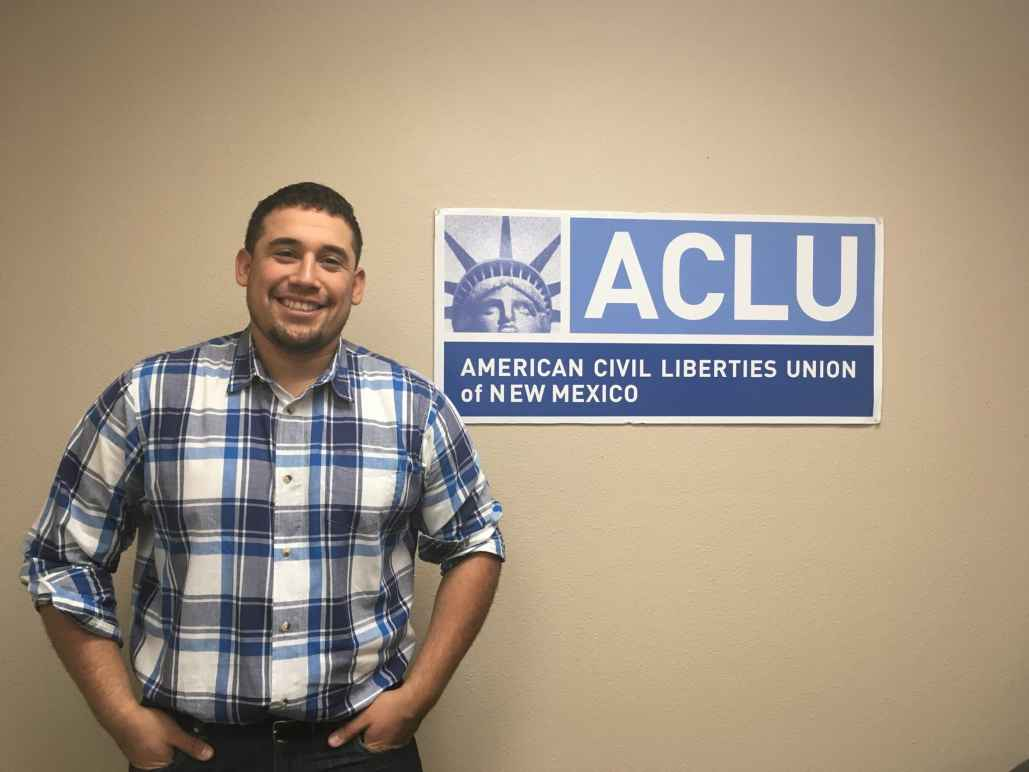 ACLU
AMERICAN CIVIL LIBERTIES UNION
of NEW MEXICO